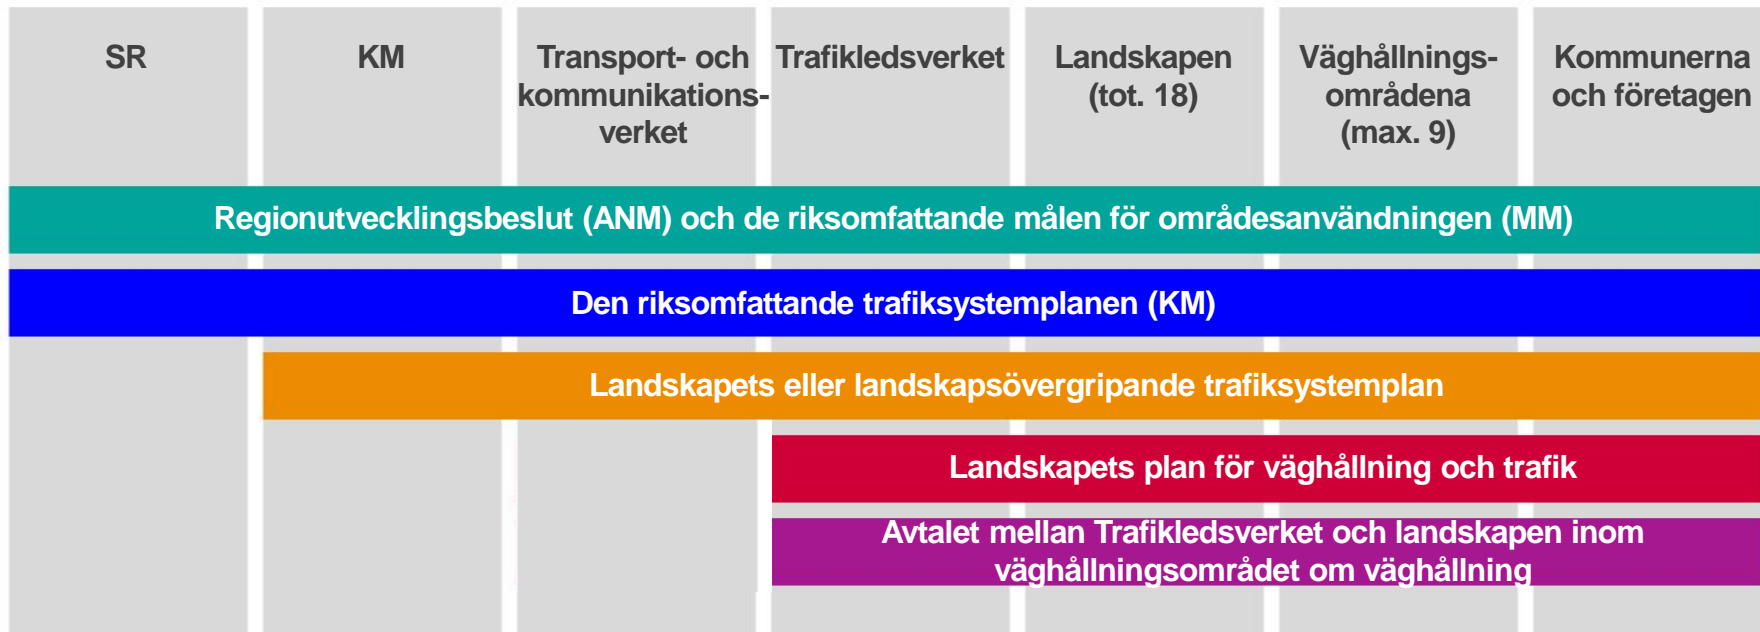 SR
KM
Transport- och
kommunikations-
verket
Trafikledsverket
Landskapen
(tot. 18)
Väghållnings-
områdena
(max. 9)
Kommunerna
och företagen
Regionutvecklingsbeslut (ANM) och de riksomfattande målen för områdesanvändningen (MM)
Den riksomfattande trafiksystemplanen (KM)
Landskapets eller landskapsövergripande trafiksystemplan
Landskapets plan för väghållning och trafik
Avtalet mellan Trafikledsverket och landskapen inom
väghållningsområdet om väghållning